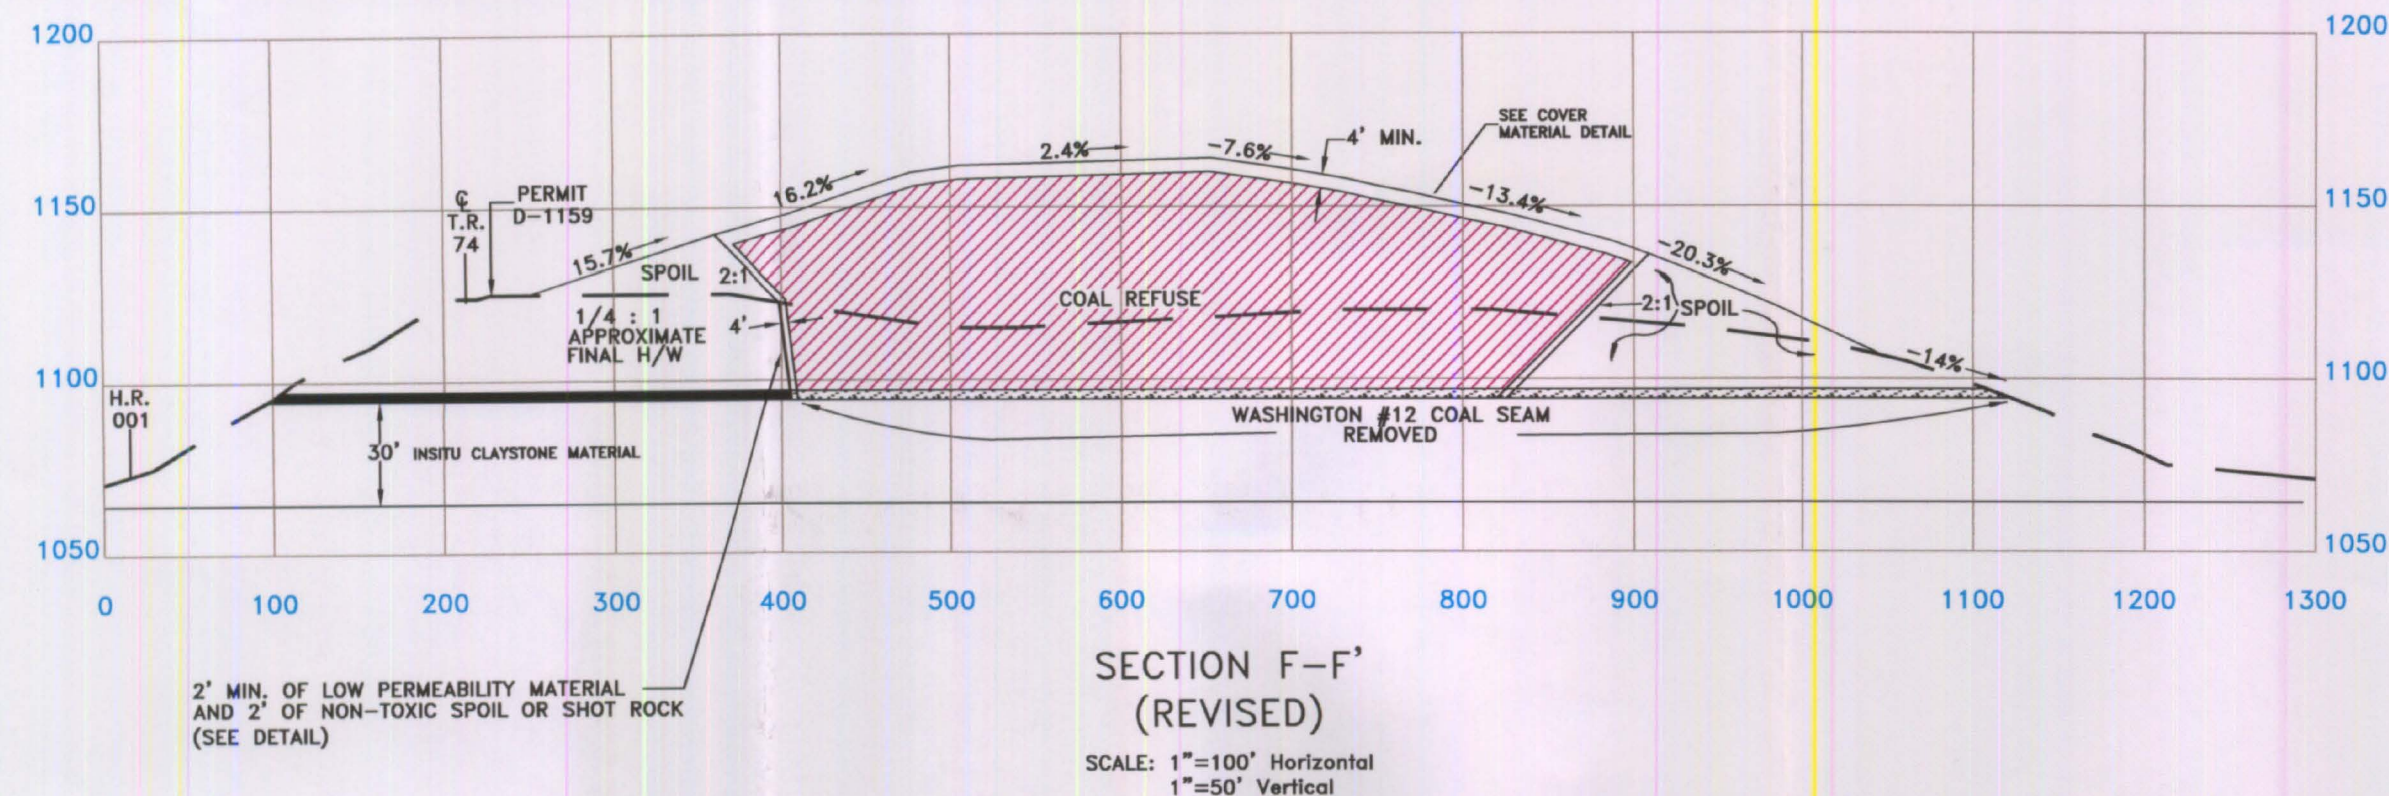 1200
1200
SEE COVER
MATERIAL DETAIL
4' MIN.
2.4%
-7.6%
16.2%
-13.4%
1150
1150
℄
T.R.
74
PERMIT
D-1159
15.7%
SPOIL
2:1
-20.3%
COAL REFUSE
2:1
SPOIL
1/4 : 1
APPROXIMATE
FINAL H/W
4'
-14%
1100
1100
H.R.
001
WASHINGTON #12 COAL SEAM
REMOVED
30' INSITU CLAYSTONE MATERIAL
1050
1050
0 100 200 300 400 500 600 700 800 900 1000 1100 1200 1300
2' MIN. OF LOW PERMEABILITY MATERIAL
AND 2' OF NON-TOXIC SPOIL OR SHOT ROCK
(SEE DETAIL)
SECTION F-F'
(REVISED)
SCALE: 1"=100' Horizontal
1"=50' Vertical